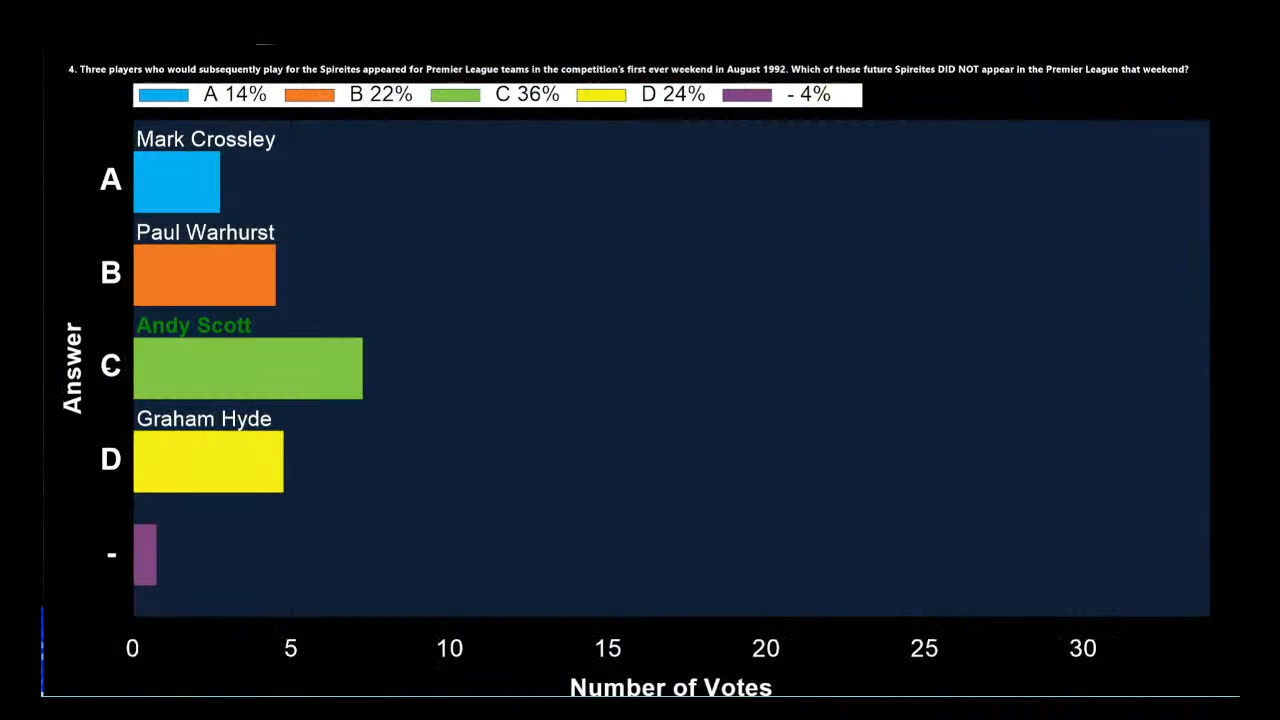 4. Three players who would subsequently play for the Spireites appeared for Premier League teams in the competition's first ever weekend in August 1992. Which of these future Spireites DID NOT appear in the Premier League that weekend?
A 14% B 22% C 36% D 24% - 4%
Mark Crossley
A
Paul Warhurst
B
Andy Scott
C
Graham Hyde
D
-
Answer
0 5 10 15 20 25 30
Number of Votes